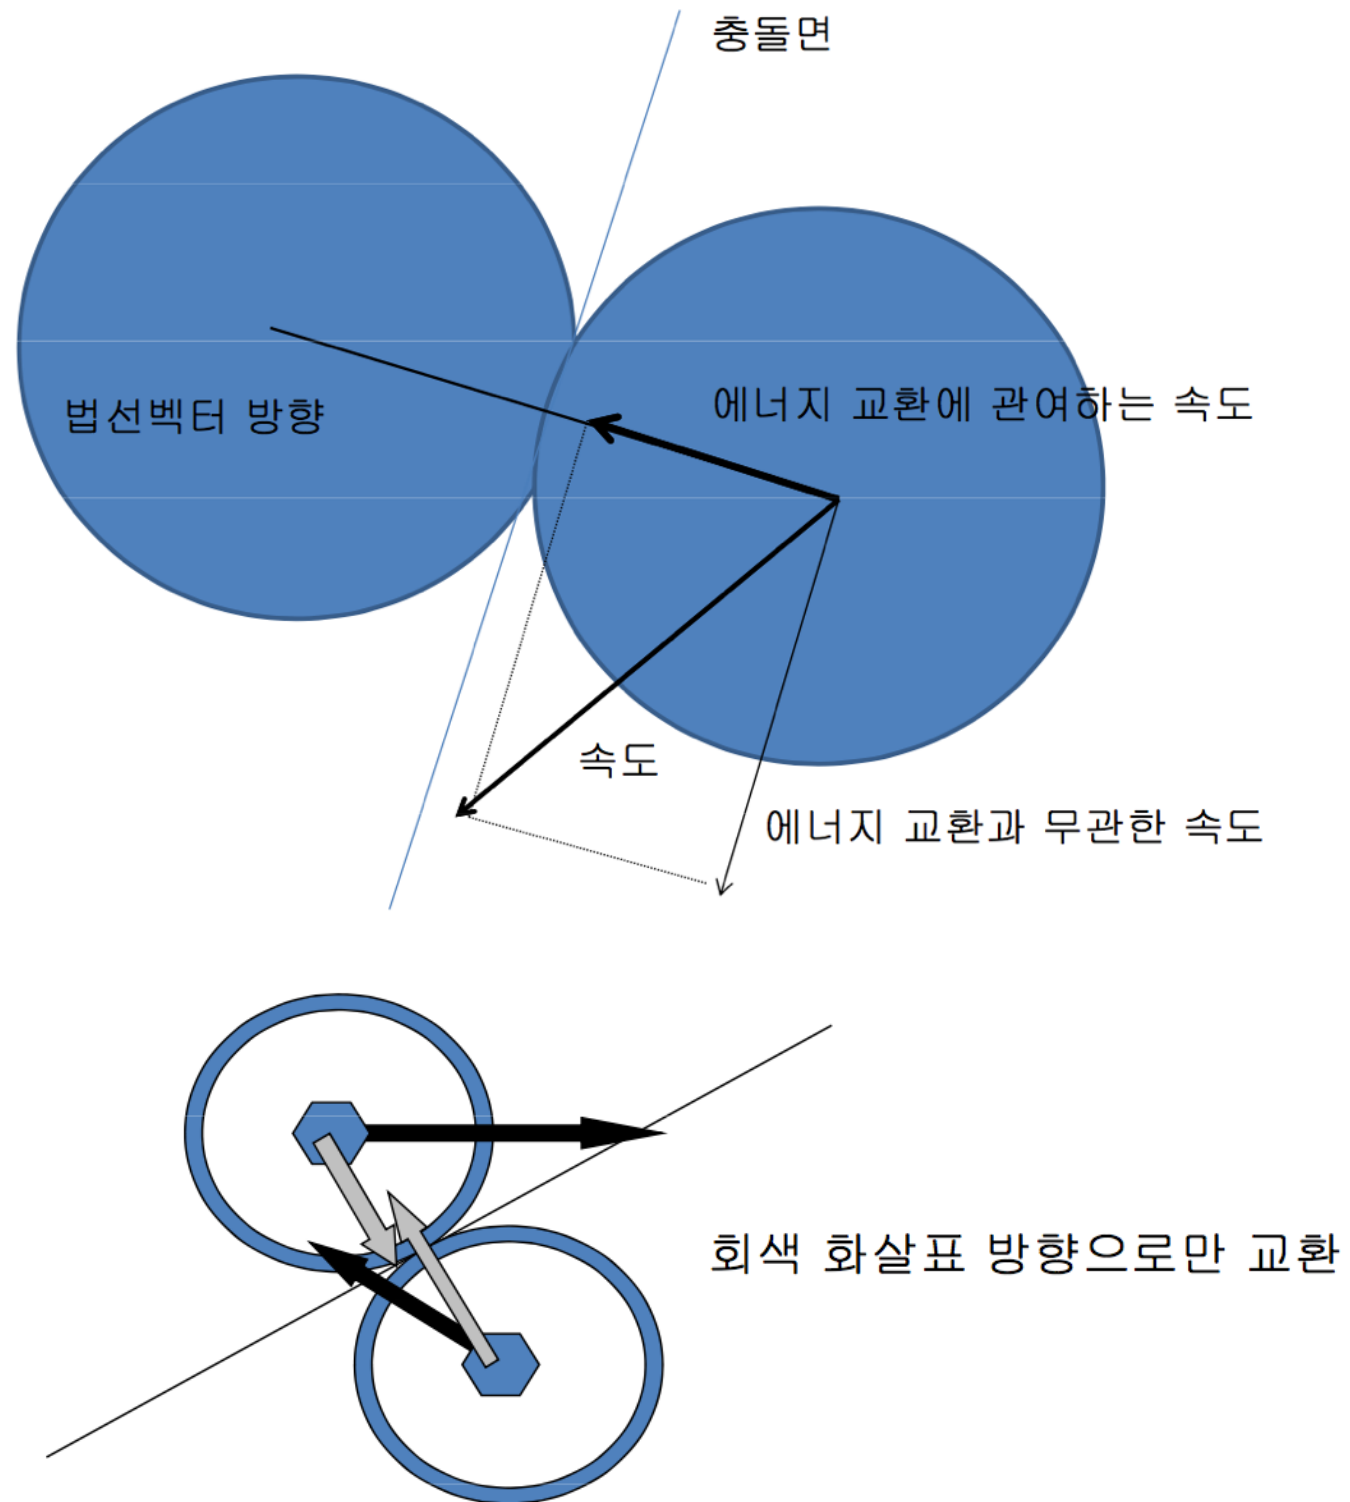 충돌면
에너지 교환에 관여하는 속도
법선벡터 방향
속도
에너지 교환과 무관한 속도
회색 화살표 방향으로만 교환